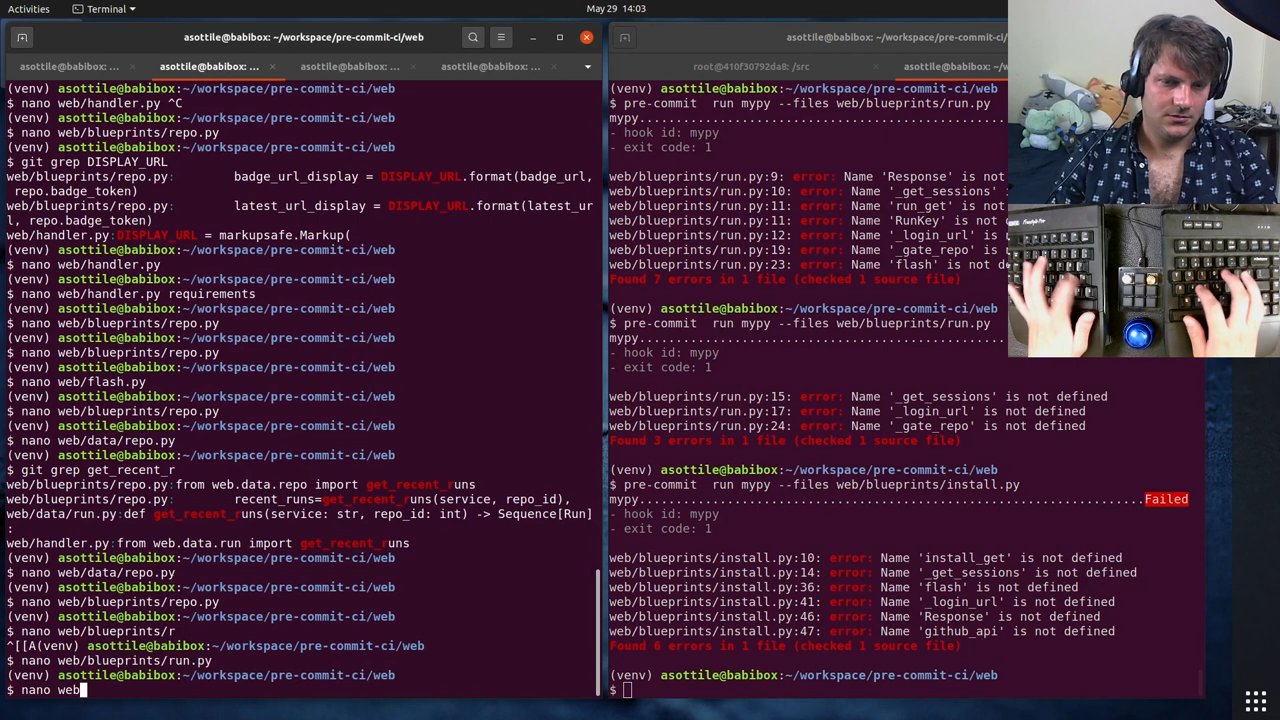 Activities
Terminal
May 29 14:03
asottile@babibox: ~/workspace/pre-commit-ci/web
asottile@babibox: ~/workspace/pre-commit-ci/
asottile@babibox: ...
asottile@babibox: ...
asottile@babibox: ...
asottile@babibox: ...
root@410f30792da8: /src
asottile@babibox: ~/w
(venv) asottile@babibox:~/workspace/pre-commit-ci/web
$ nano web/handler.py ^C
(venv) asottile@babibox:~/workspace/pre-commit-ci/web
$ nano web/blueprints/repo.py
(venv) asottile@babibox:~/workspace/pre-commit-ci/web
$ git grep DISPLAY_URL
web/blueprints/repo.py:        badge_url_display = DISPLAY_URL.format(badge_url,
 repo.badge_token)
web/blueprints/repo.py:        latest_url_display = DISPLAY_URL.format(latest_ur
l, repo.badge_token)
web/handler.py:DISPLAY_URL = markupsafe.Markup(
(venv) asottile@babibox:~/workspace/pre-commit-ci/web
$ nano web/handler.py
(venv) asottile@babibox:~/workspace/pre-commit-ci/web
$ nano web/handler.py requirements
(venv) asottile@babibox:~/workspace/pre-commit-ci/web
$ nano web/blueprints/repo.py
(venv) asottile@babibox:~/workspace/pre-commit-ci/web
$ nano web/blueprints/repo.py
(venv) asottile@babibox:~/workspace/pre-commit-ci/web
$ nano web/flash.py
(venv) asottile@babibox:~/workspace/pre-commit-ci/web
$ nano web/blueprints/repo.py
(venv) asottile@babibox:~/workspace/pre-commit-ci/web
$ nano web/data/repo.py
(venv) asottile@babibox:~/workspace/pre-commit-ci/web
$ git grep get_recent_r
web/blueprints/repo.py:from web.data.repo import get_recent_runs
web/blueprints/repo.py:        recent_runs=get_recent_runs(service, repo_id),
web/data/run.py:def get_recent_runs(service: str, repo_id: int) -> Sequence[Run]
:
web/handler.py:from web.data.run import get_recent_runs
(venv) asottile@babibox:~/workspace/pre-commit-ci/web
$ nano web/data/repo.py
(venv) asottile@babibox:~/workspace/pre-commit-ci/web
$ nano web/blueprints/repo.py
(venv) asottile@babibox:~/workspace/pre-commit-ci/web
$ nano web/blueprints/r
^[[A(venv) asottile@babibox:~/workspace/pre-commit-ci/web
$ nano web/blueprints/run.py
(venv) asottile@babibox:~/workspace/pre-commit-ci/web
$ nano web
(venv) asottile@babibox:~/workspace/pre-commit-ci/web
$ pre-commit  run mypy --files web/blueprints/run.py
mypy....................................................
- hook id: mypy
- exit code: 1
web/blueprints/run.py:9: error: Name 'Response' is not
web/blueprints/run.py:10: error: Name '_get_sessions' i
web/blueprints/run.py:11: error: Name 'run_get' is not
web/blueprints/run.py:11: error: Name 'RunKey' is not d
web/blueprints/run.py:12: error: Name '_login_url' is n
web/blueprints/run.py:19: error: Name '_gate_repo' is n
web/blueprints/run.py:23: error: Name 'flash' is not de
Found 7 errors in 1 file (checked 1 source file)
(venv) asottile@babibox:~/workspace/pre-commit-ci/web
$ pre-commit  run mypy --files web/blueprints/run.py
mypy....................................................
- hook id: mypy
- exit code: 1
web/blueprints/run.py:15: error: Name '_get_sessions' is not defined
web/blueprints/run.py:17: error: Name '_login_url' is not defined
web/blueprints/run.py:24: error: Name '_gate_repo' is not defined
Found 3 errors in 1 file (checked 1 source file)
(venv) asottile@babibox:~/workspace/pre-commit-ci/web
$ pre-commit  run mypy --files web/blueprints/install.py
mypy.....................................................................Failed
- hook id: mypy
- exit code: 1
web/blueprints/install.py:10: error: Name 'install_get' is not defined
web/blueprints/install.py:14: error: Name '_get_sessions' is not defined
web/blueprints/install.py:36: error: Name 'flash' is not defined
web/blueprints/install.py:41: error: Name '_login_url' is not defined
web/blueprints/install.py:46: error: Name 'Response' is not defined
web/blueprints/install.py:47: error: Name 'github_api' is not defined
Found 6 errors in 1 file (checked 1 source file)
(venv) asottile@babibox:~/workspace/pre-commit-ci/web
$